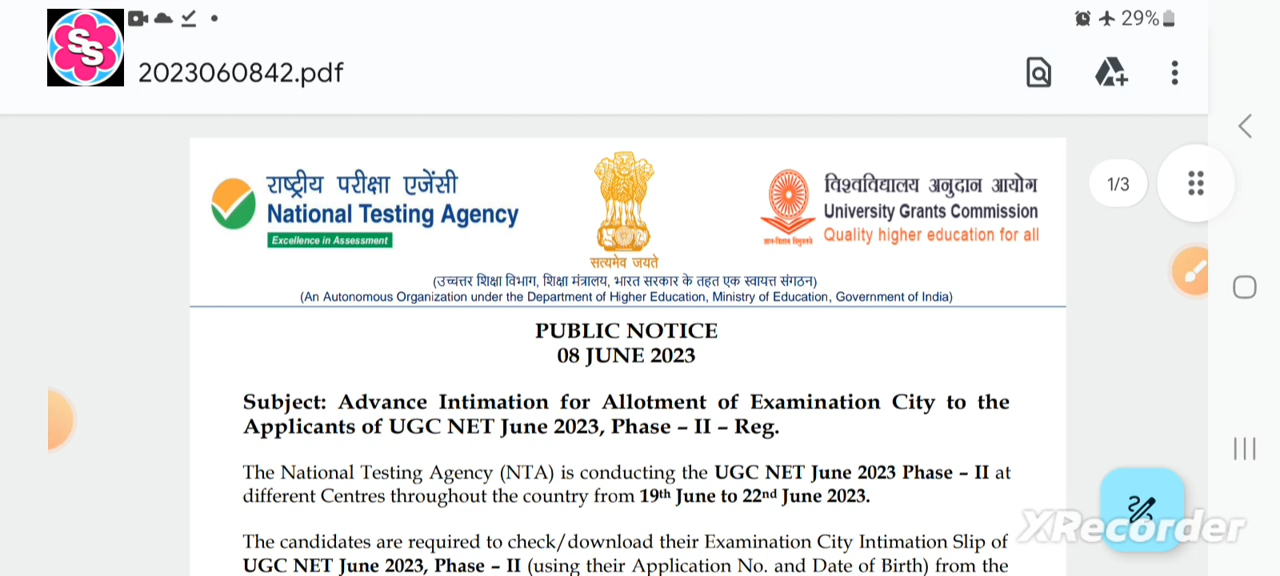 SS
29%
2023060842.pdf
राष्ट्रीय परीक्षा एजेंसी
National Testing Agency
Excellence in Assessment
सत्यमेव जयते
विश्वविद्यालय अनुदान आयोग
University Grants Commission
Quality higher education for all
1/3
(उच्चत्तर शिक्षा विभाग, शिक्षा मंत्रालय, भारत सरकार के तहत एक स्वायत्त संगठन)
(An Autonomous Organization under the Department of Higher Education, Ministry of Education, Government of India)
PUBLIC NOTICE
08 JUNE 2023
Subject: Advance Intimation for Allotment of Examination City to the
Applicants of UGC NET June 2023, Phase – II – Reg.
The National Testing Agency (NTA) is conducting the UGC NET June 2023 Phase – II at
different Centres throughout the country from 19th June to 22nd June 2023.
The candidates are required to check/download their Examination City Intimation Slip of
UGC NET June 2023, Phase – II (using their Application No. and Date of Birth) from the
XRecorder